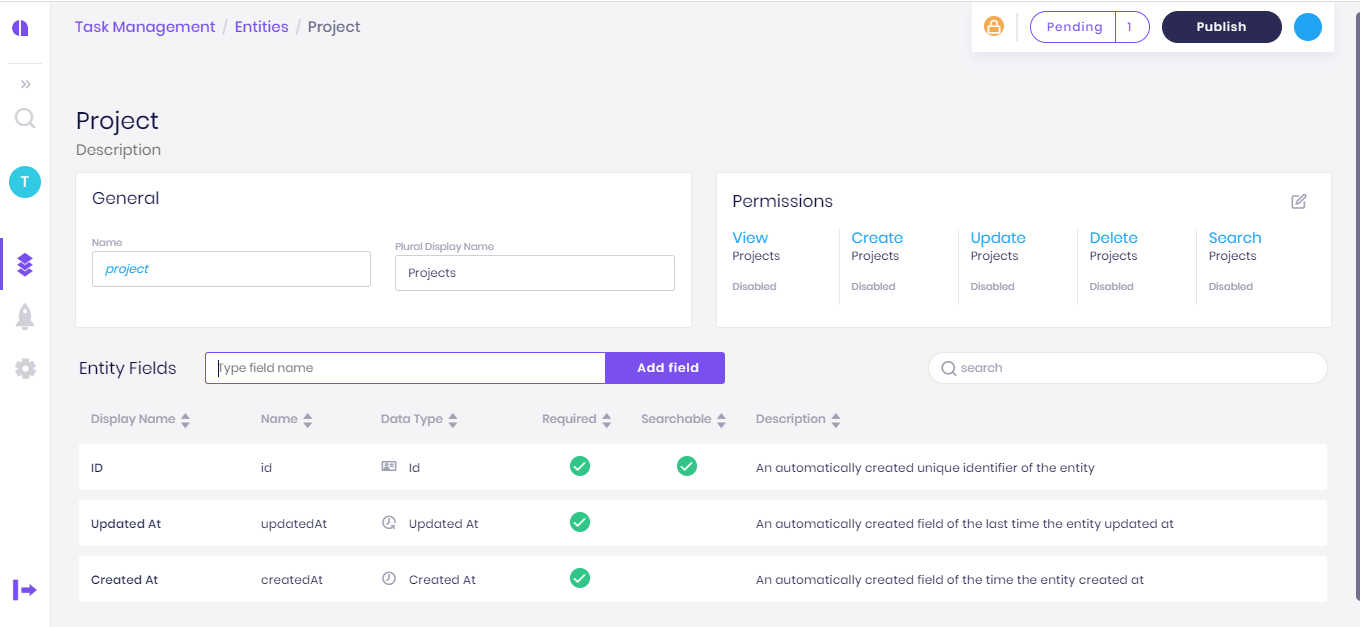 Task Management / Entities / Project
Pending 1
Publish
T
Project
Description
General
Name
project
Plural Display Name
Projects
Permissions
View
Projects
Disabled
Create
Projects
Disabled
Update
Projects
Disabled
Delete
Projects
Disabled
Search
Projects
Disabled
Entity Fields
Type field name
Add field
search
Display Name Name Data Type Required Searchable Description
ID id Id An automatically created unique identifier of the entity
Updated At updatedAt Updated At An automatically created field of the last time the entity updated at
Created At createdAt Created At An automatically created field of the time the entity created at